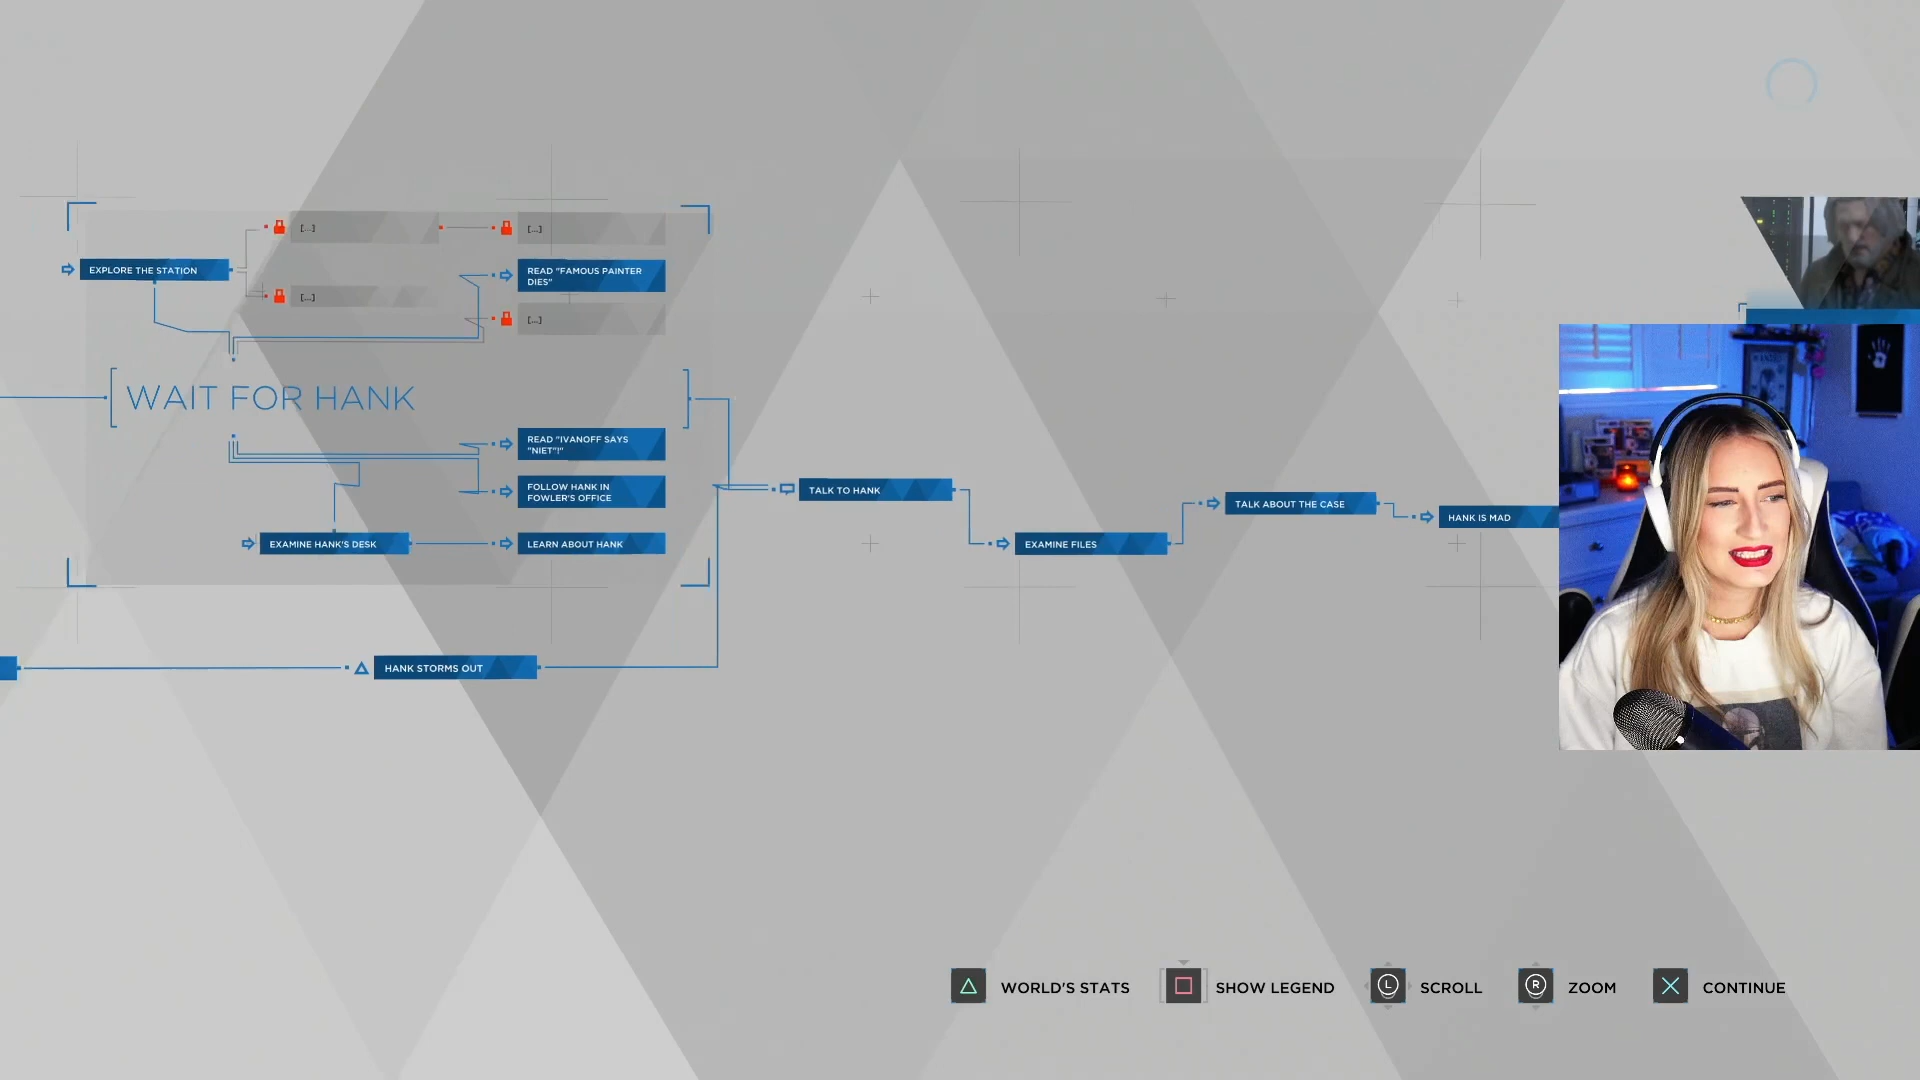 [...]
[...]
EXPLORE THE STATION
READ "FAMOUS PAINTER
DIES"
[...]
[...]
WAIT FOR HANK
READ "IVANOFF SAYS
"NIET"!"
FOLLOW HANK IN
FOWLER'S OFFICE
EXAMINE HANK'S DESK
LEARN ABOUT HANK
TALK TO HANK
EXAMINE FILES
TALK ABOUT THE CASE
HANK IS MAD
HANK STORMS OUT
WORLD'S STATS
SHOW LEGEND
L
SCROLL
R
ZOOM
CONTINUE